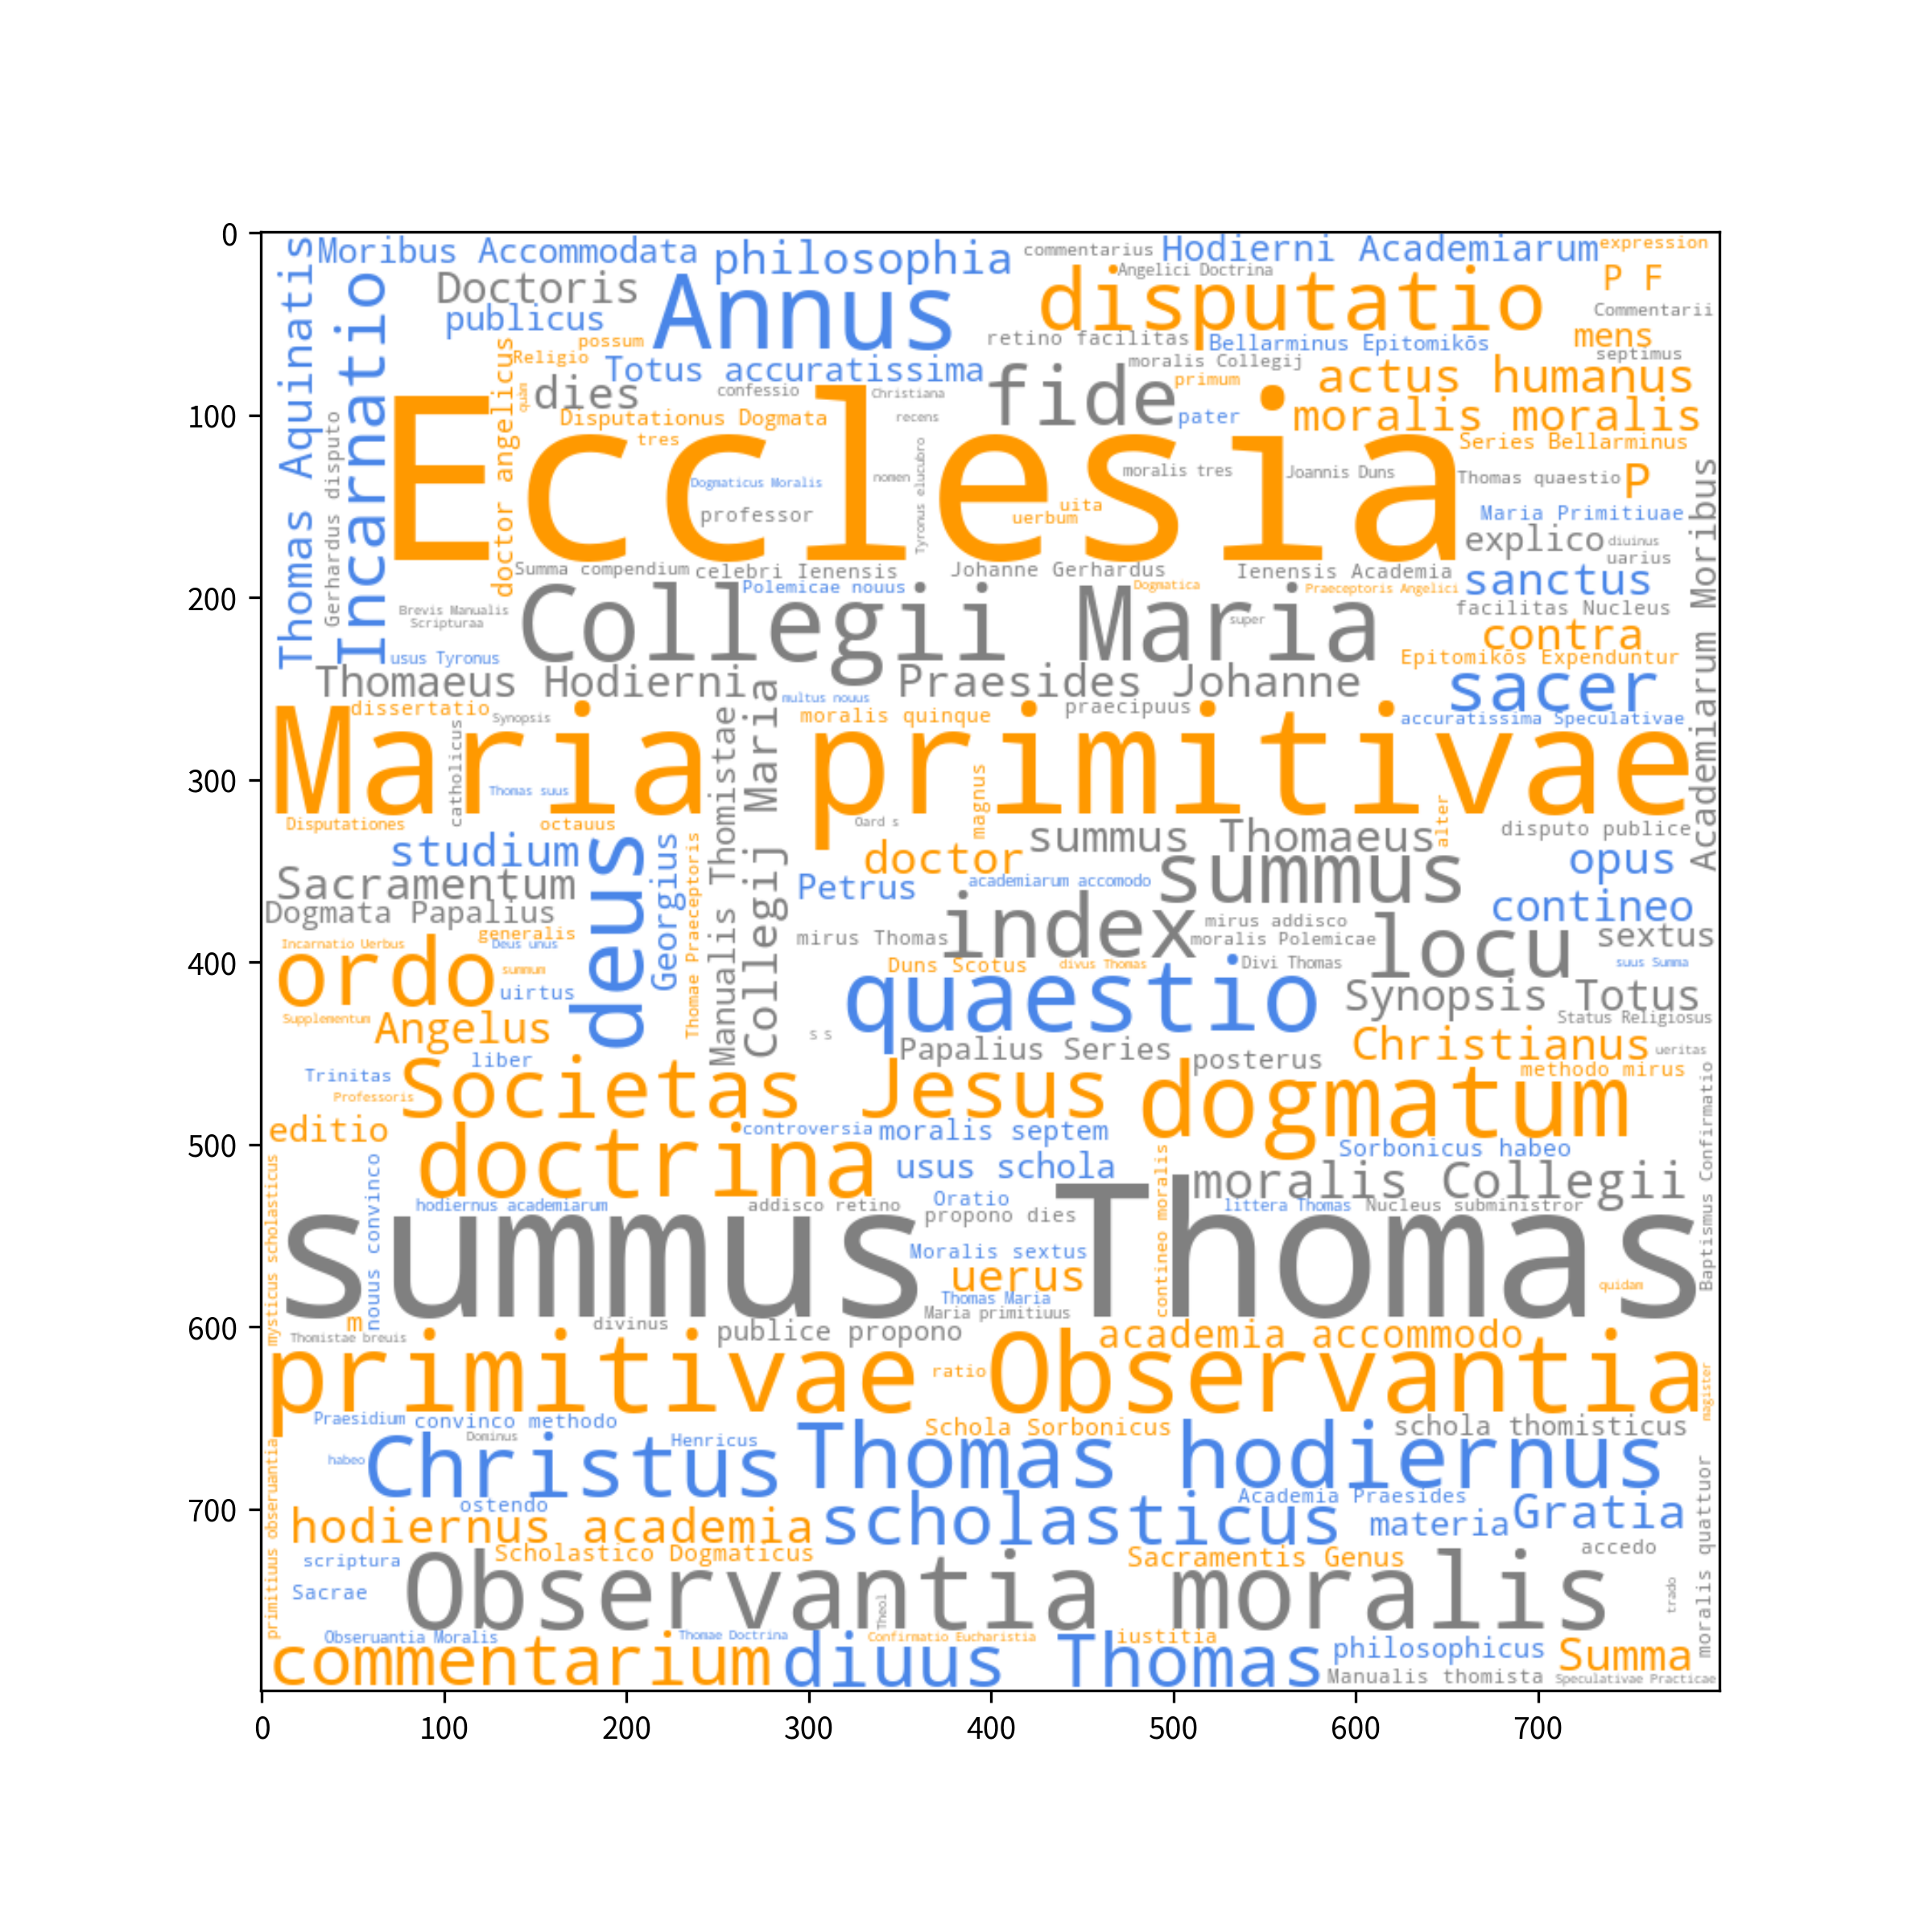 Moribus Accommodata
philosophia
commentarius
Hodierni Academiarum
expression
Thomas Aquinatis
Incarnatio
Doctoris
Annus
Angelici Doctrina
disputatio
P F
publicus
Commentarii
possum
retino facilitas
Bellarminus Epitomikōs
mens
Religio
doctor angelicus
Totus accuratissima
moralis Collegij
septimus
quam
dies
confessio
Christiana
fide
primum
actus humanus
Disputationus Dogmata
recens
pater
moralis moralis
Gerhardus disputo
Ecclesia
tres
Series Bellarminus
Dogmaticus Moralis
nomen
Tyronus elucubro
moralis tres
Joannis Duns
Thomas quaestio
P
professor
uita
uerbum
Maria Primitiuae
Academiarum Moribus
explico
diuinus
uarius
Summa compendium
celebri Ienensis
Johanne Gerhardus
Ienensis Academia
sanctus
Polemicae nouus
Dogmatica
Praeceptoris Angelici
Brevis Manualis
Scripturaa
Collegii Maria
super
facilitas Nucleus
contra
usus Tyronus
Epitomikōs Expenduntur
Thomaeus Hodierni
Praesides Johanne
sacer
multus nouus
dissertatio
Synopsis
moralis quinque
praecipuus
accuratissima Speculativae
Maria primitivae
catholicus
Thomas suus
magnus
Manualis Thomistae
Collegij Maria
Disputationes
octauus
Oard s
summus Thomaeus
alter
disputo publice
studium
deus
Georgius
Thomae Praeceptoris
doctor
summus
opus
Sacramentum
Petrus
academiarum accomodo
Dogmata Papalius
index
mirus addisco
locu
contineo
generalis
Incarnatio Uerbus
Deus unus
mirus Thomas
moralis Polemicae
sextus
ordo
summum
Duns Scotus
divus Thomas
Divi Thomas
suus Summa
uirtus
quaestio
Synopsis Totus
Supplementum
Angelus
s s
Status Religiosus
liber
Papalius Series
posterus
Christianus
ueritas
Trinitas
Societas Jesus
dogmatum
methodo mirus
Professoris
Baptismus Confirmatio
editio
doctrina
controversia
moralis septem
Sorbonicus habeo
mysticus scholasticus
nouus convinco
usus schola
contineo moralis
moralis Collegii
hodiernus academiarum
addisco retino
Oratio
littera Thomas
Nucleus subministror
propono dies
summus Thomas
Moralis sextus
uerus
quidam
Thomas Maria
Maria primitiuus
m
divinus
Thomistae breuis
publice propono
academia accommodo
primitivae Observantia
ratio
magister
Praesidium
convinco methodo
Schola Sorbonicus
schola thomisticus
Dominus
Henricus
Christus
Thomas hodiernus
habeo
primitiuus obseruantia
ostendo
Academia Praesides
hodiernus academia
scholasticus
materia
Gratia
moralis quattuor
Scholastico Dogmaticus
Sacramentis Genus
accedo
scriptura
Observantia moralis
Sacrae
Theol
trado
Obseruantia Moralis
Thomae Doctrina
Confirmatio Eucharistia
iustitia
commentarium
diuus Thomas
philosophicus
Summa
Manualis thomista
Speculativae Practicae
0
100
200
300
400
500
600
700
0 100 200 300 400 500 600 700